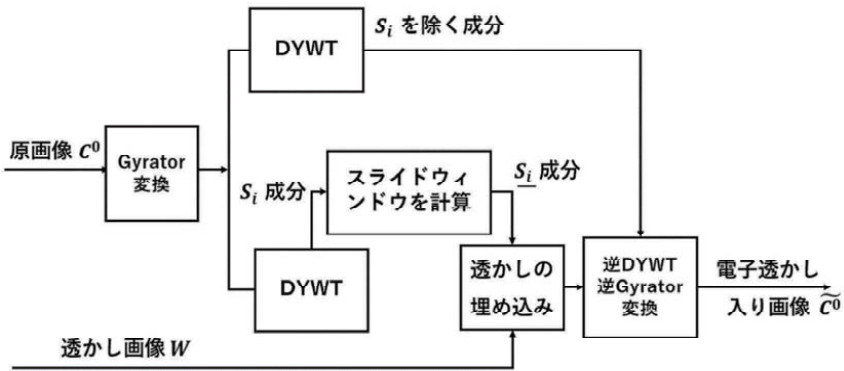 DYWT
S_i を除く成分
原画像 C⁰
Gyrator
変換
S_i 成分
スライドウィ
ンドウを計算
S_i 成分
DYWT
透かしの
埋め込み
逆DYWT
逆Gyrator
変換
電子透かし
入り画像 C̃⁰
透かし画像 W